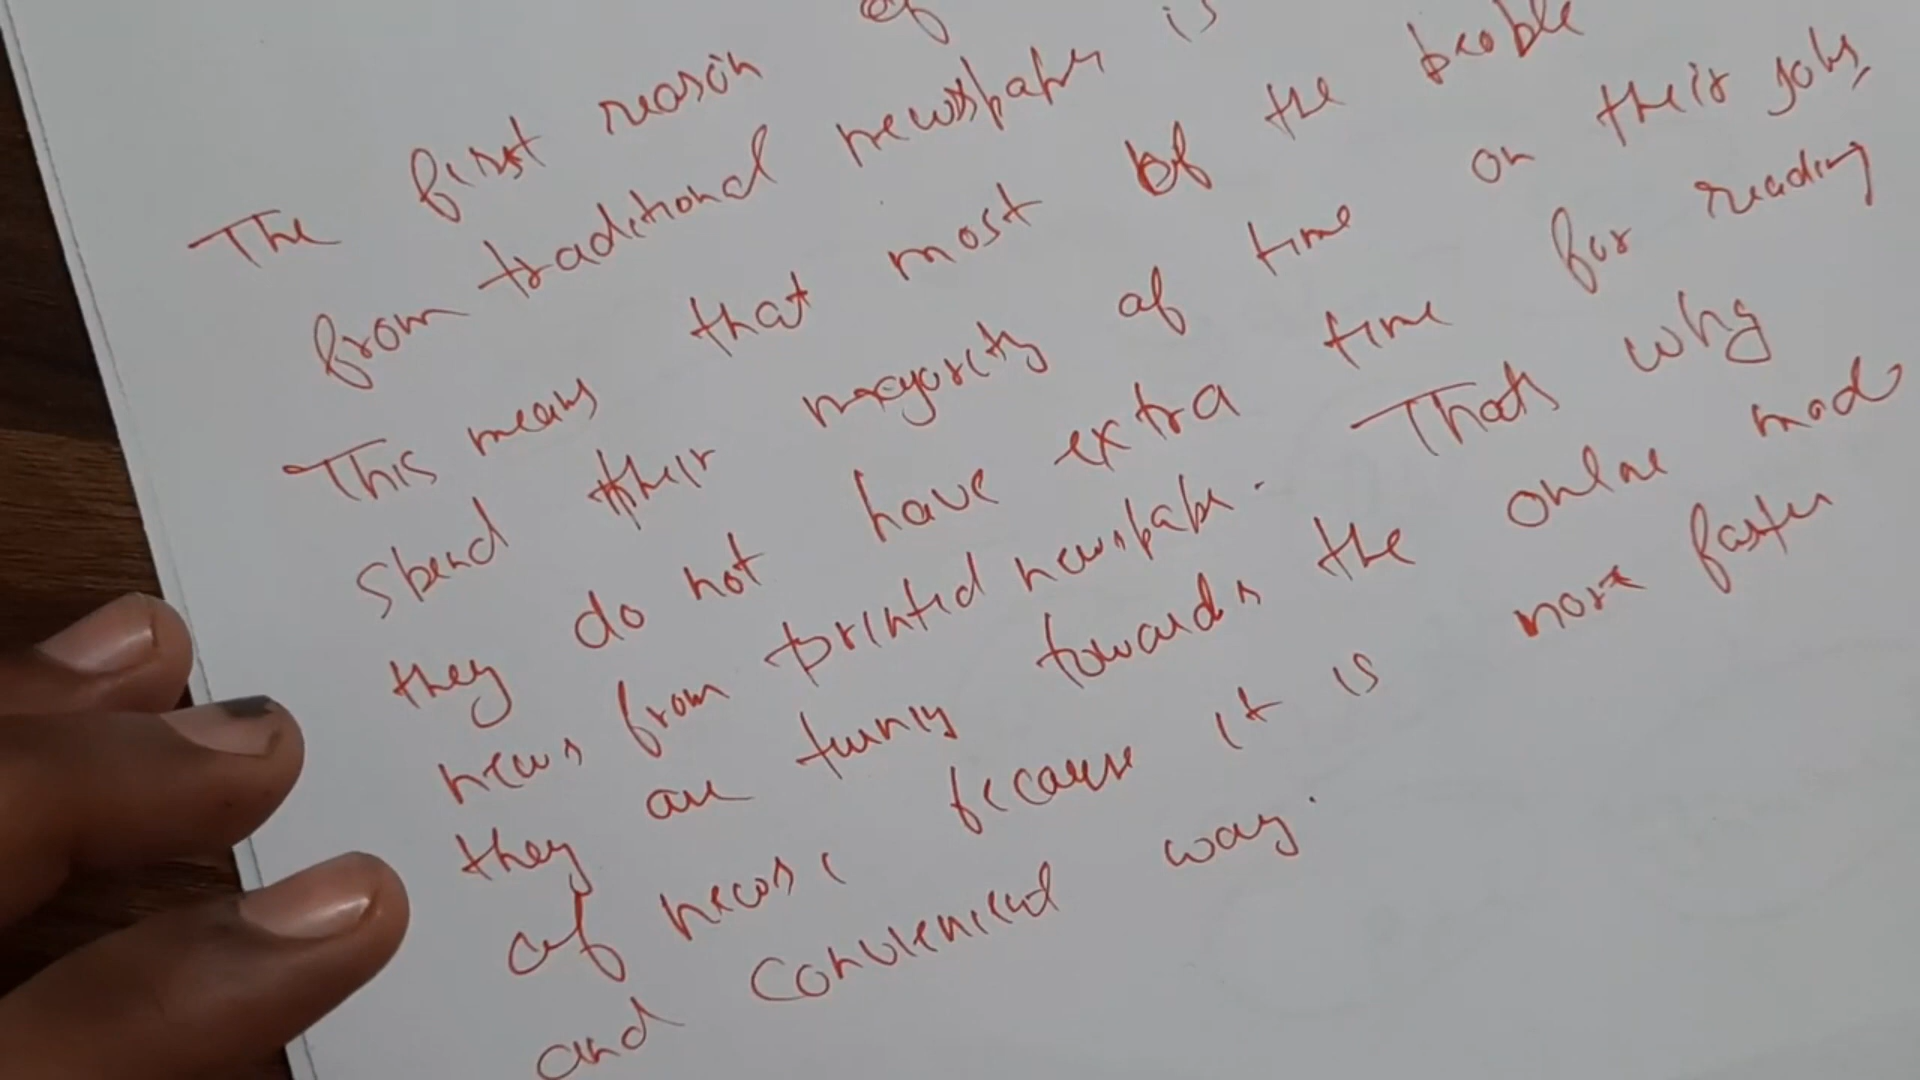 The first reason of
from traditional newspaper is
This means that most of the people
spend their majority of time on their jobs,
they do not have extra time for reading
news from printed newspaper. That's why
they are turning towards the online mode
of news, because it is more faster
and convenient way.